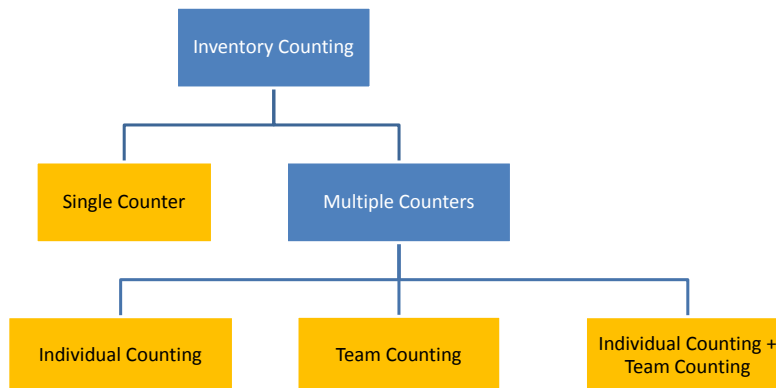 Inventory Counting
Single Counter
Multiple Counters
Individual Counting
Team Counting
Individual Counting +
Team Counting